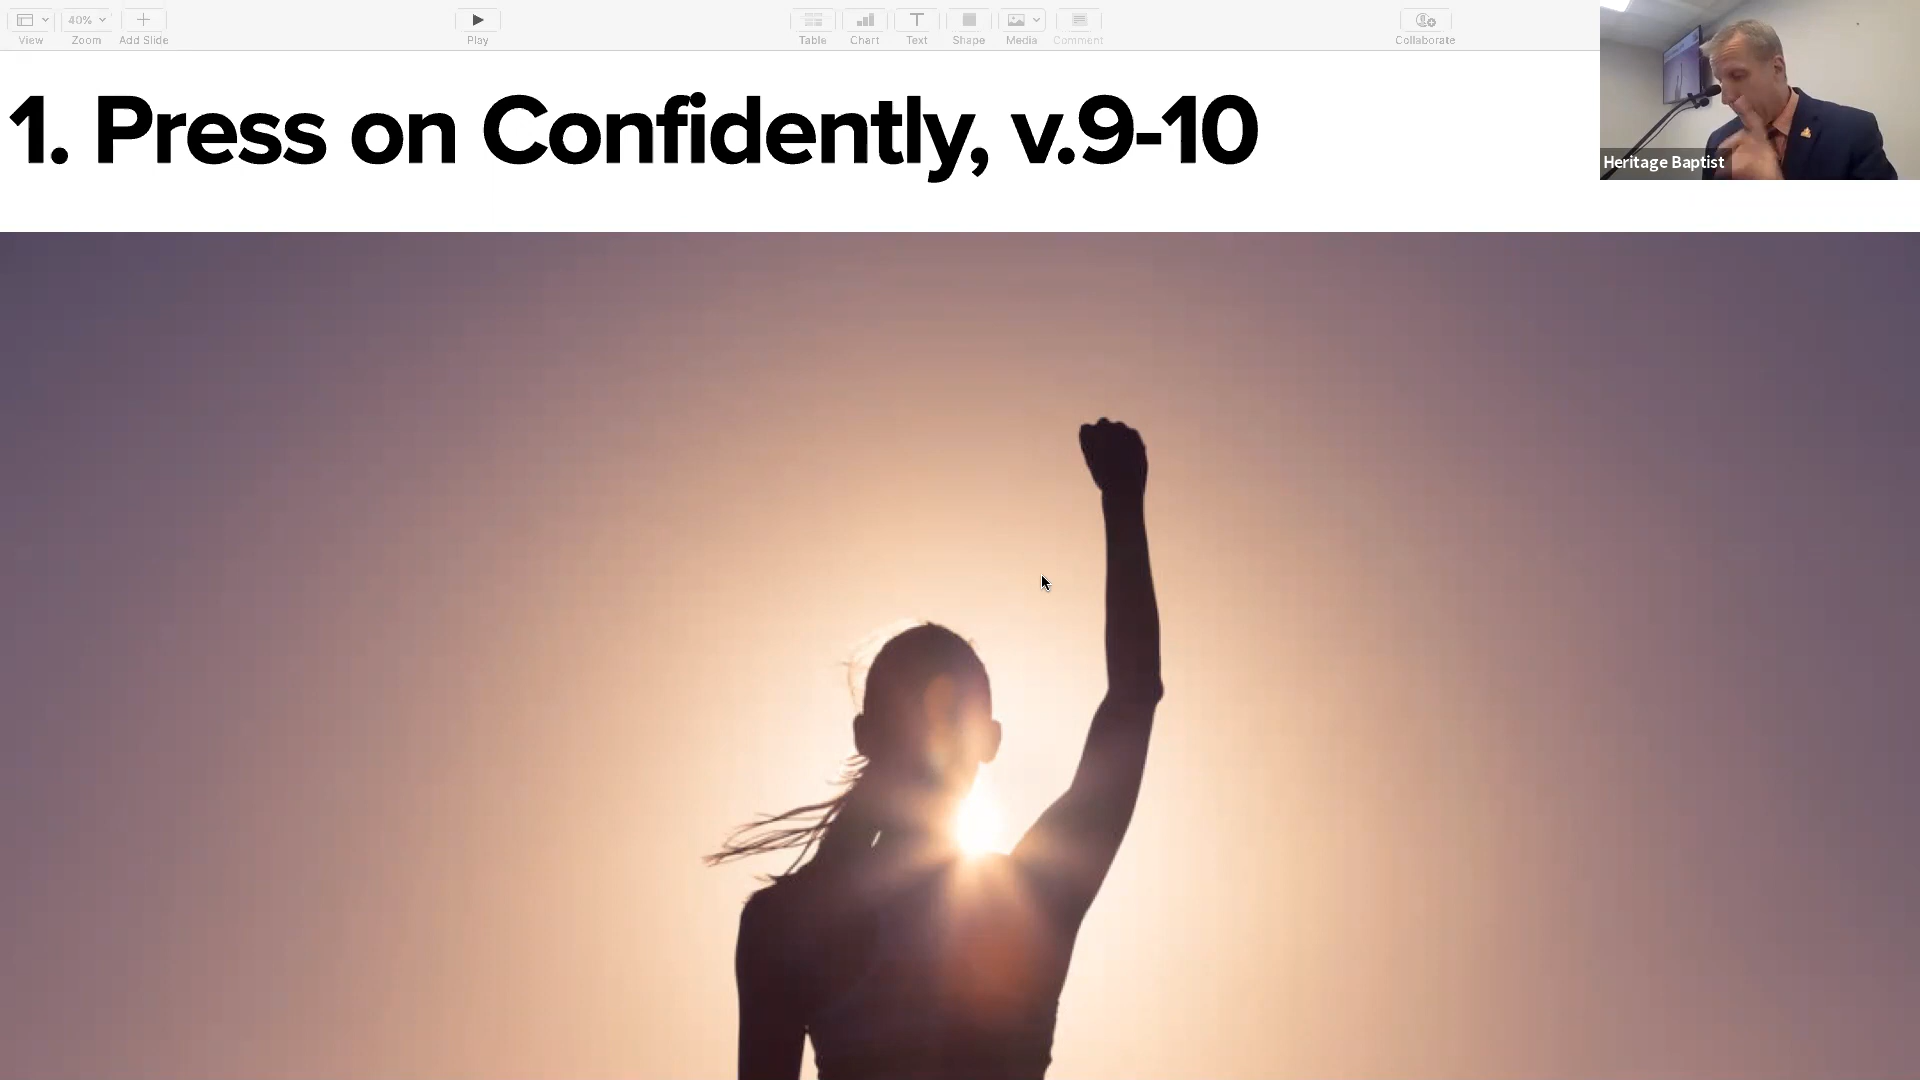 40%
View
Zoom
Add Slide
Play
Table
Chart
Text
Shape
Media
Comment
Collaborate
1. Press on Confidently, v.9-10
Heritage Baptist